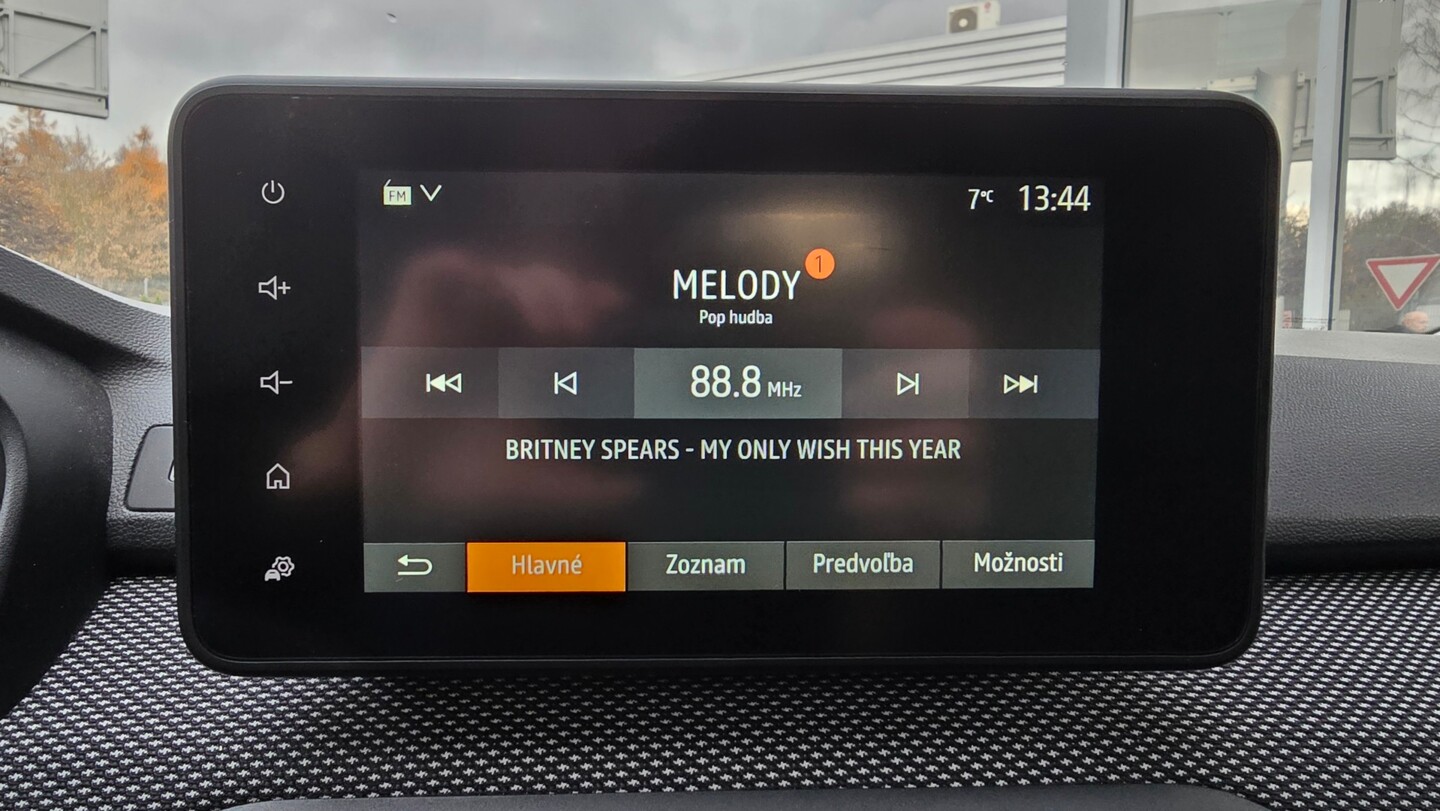 FM
7°C 13:44
MELODY 1
Pop hudba
88.8 MHz
BRITNEY SPEARS - MY ONLY WISH THIS YEAR
Hlavné Zoznam Predvoľba Možnosti